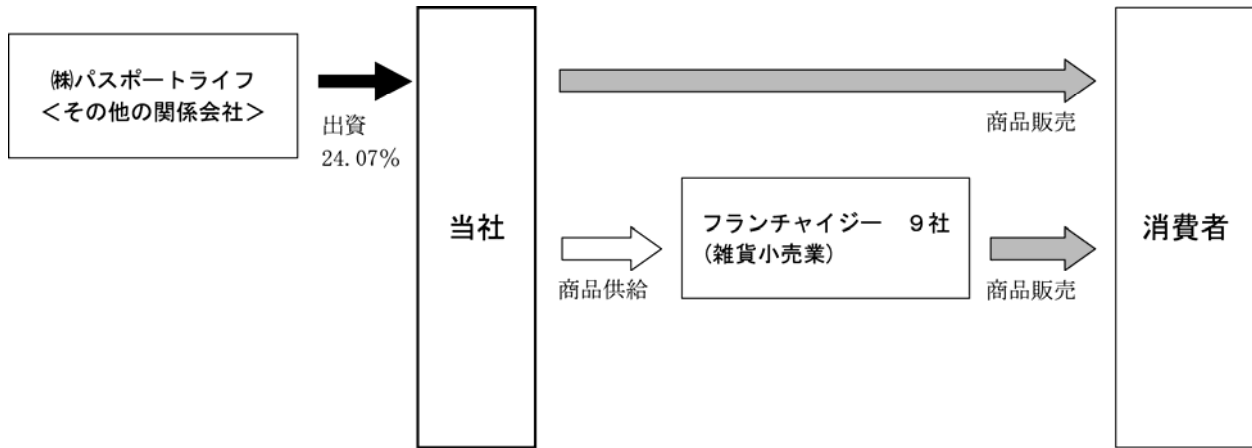 ㈱パスポートライフ
＜その他の関係会社＞
出資
24.07％
当社
商品販売
フランチャイジー　９社
(雑貨小売業)
商品供給
商品販売
消費者